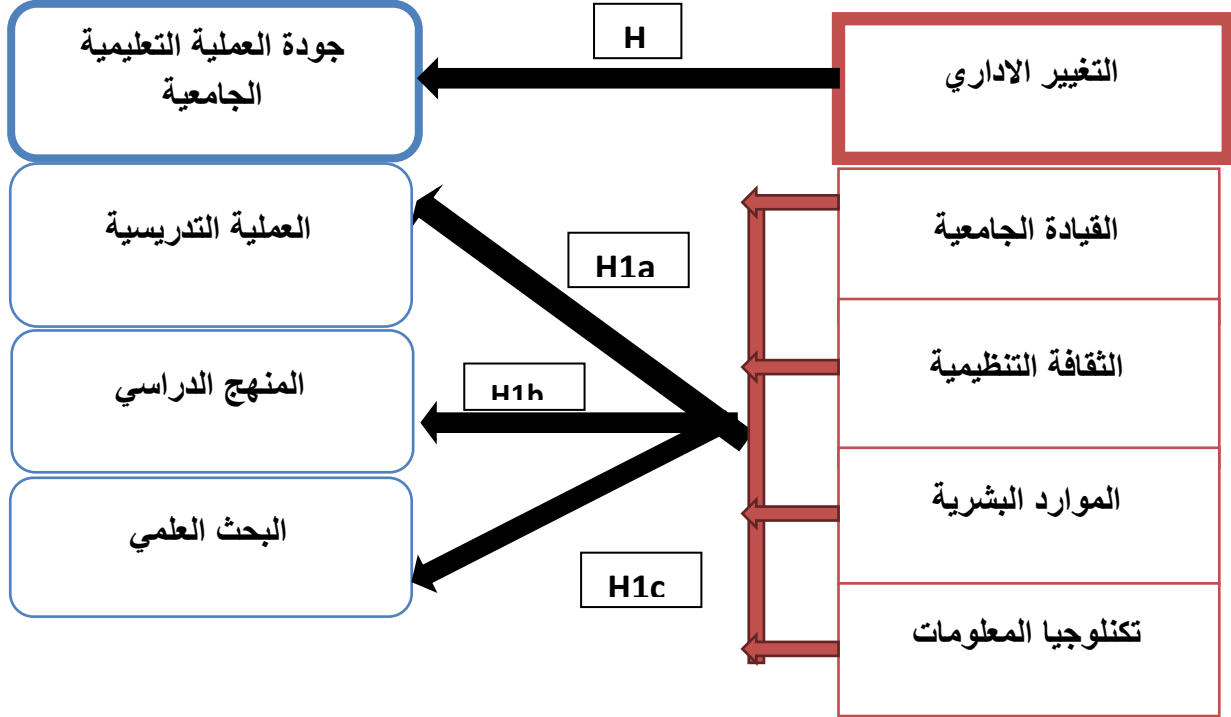 التغيير الاداري
H
جودة العملية التعليمية
الجامعية
القيادة الجامعية
H1a
العملية التدريسية
الثقافة التنظيمية
H1b
المنهج الدراسي
الموارد البشرية
H1c
البحث العلمي
تكنلوجيا المعلومات